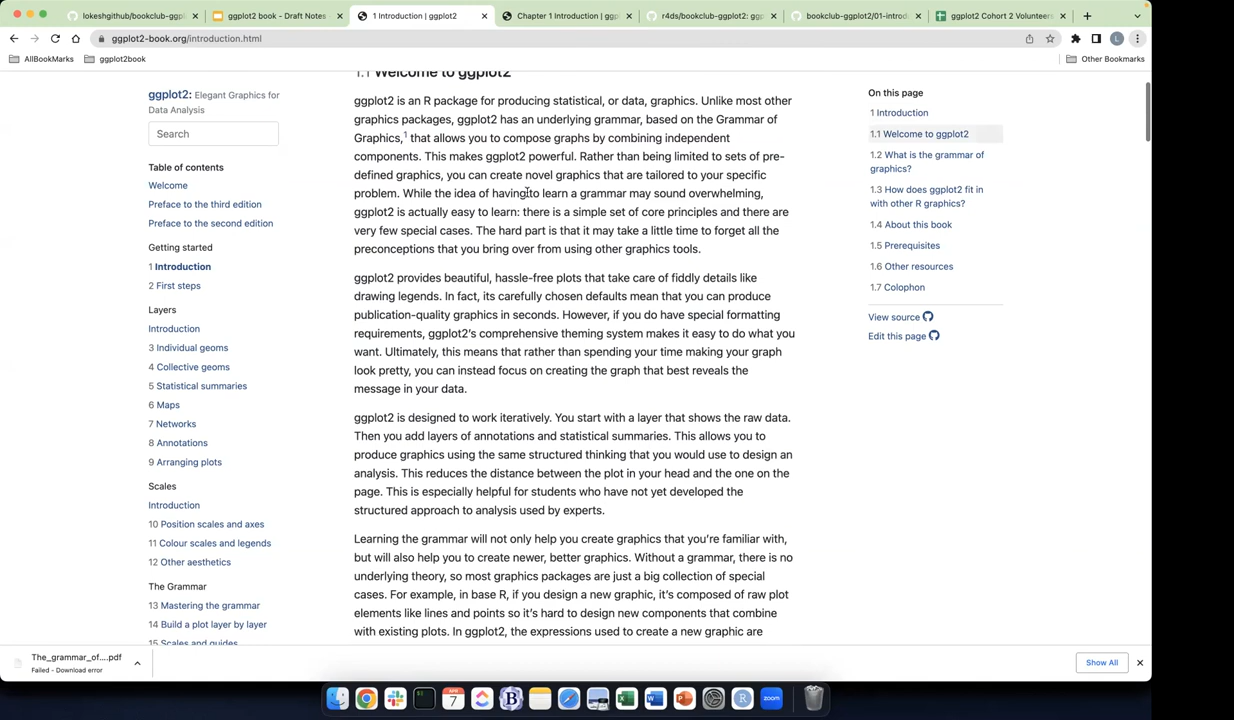 lokeshgithub/bookclub-ggpl
ggplot2 book - Draft Notes
1 Introduction | ggplot2
Chapter 1 Introduction | ggp
r4ds/bookclub-ggplot2: gg
bookclub-ggplot2/01-introd
ggplot2 Cohort 2 Volunteer
ggplot2-book.org/introduction.html
L
AllBookMarks
ggplot2book
Other Bookmarks
ggplot2: Elegant Graphics for
Data Analysis
Search
Table of contents
Welcome
Preface to the third edition
Preface to the second edition
Getting started
1 Introduction
2 First steps
Layers
Introduction
3 Individual geoms
4 Collective geoms
5 Statistical summaries
6 Maps
7 Networks
8 Annotations
9 Arranging plots
Scales
Introduction
10 Position scales and axes
11 Colour scales and legends
12 Other aesthetics
The Grammar
13 Mastering the grammar
14 Build a plot layer by layer
15 Scales and guides
1.1 Welcome to ggplot2
ggplot2 is an R package for producing statistical, or data, graphics. Unlike most other
graphics packages, ggplot2 has an underlying grammar, based on the Grammar of
Graphics,1 that allows you to compose graphs by combining independent
components. This makes ggplot2 powerful. Rather than being limited to sets of pre-
defined graphics, you can create novel graphics that are tailored to your specific
problem. While the idea of having to learn a grammar may sound overwhelming,
ggplot2 is actually easy to learn: there is a simple set of core principles and there are
very few special cases. The hard part is that it may take a little time to forget all the
preconceptions that you bring over from using other graphics tools.
ggplot2 provides beautiful, hassle-free plots that take care of fiddly details like
drawing legends. In fact, its carefully chosen defaults mean that you can produce
publication-quality graphics in seconds. However, if you do have special formatting
requirements, ggplot2's comprehensive theming system makes it easy to do what you
want. Ultimately, this means that rather than spending your time making your graph
look pretty, you can instead focus on creating the graph that best reveals the
message in your data.
ggplot2 is designed to work iteratively. You start with a layer that shows the raw data.
Then you add layers of annotations and statistical summaries. This allows you to
produce graphics using the same structured thinking that you would use to design an
analysis. This reduces the distance between the plot in your head and the one on the
page. This is especially helpful for students who have not yet developed the
structured approach to analysis used by experts.
Learning the grammar will not only help you create graphics that you're familiar with,
but will also help you to create newer, better graphics. Without a grammar, there is no
underlying theory, so most graphics packages are just a big collection of special
cases. For example, in base R, if you design a new graphic, it's composed of raw plot
elements like lines and points so it's hard to design new components that combine
with existing plots. In ggplot2, the expressions used to create a new graphic are
On this page
1 Introduction
1.1 Welcome to ggplot2
1.2 What is the grammar of
graphics?
1.3 How does ggplot2 fit in
with other R graphics?
1.4 About this book
1.5 Prerequisites
1.6 Other resources
1.7 Colophon
View source
Edit this page
The_grammar_of....pdf
Failed - Download error
Show All
APR
7
B
R
zoom